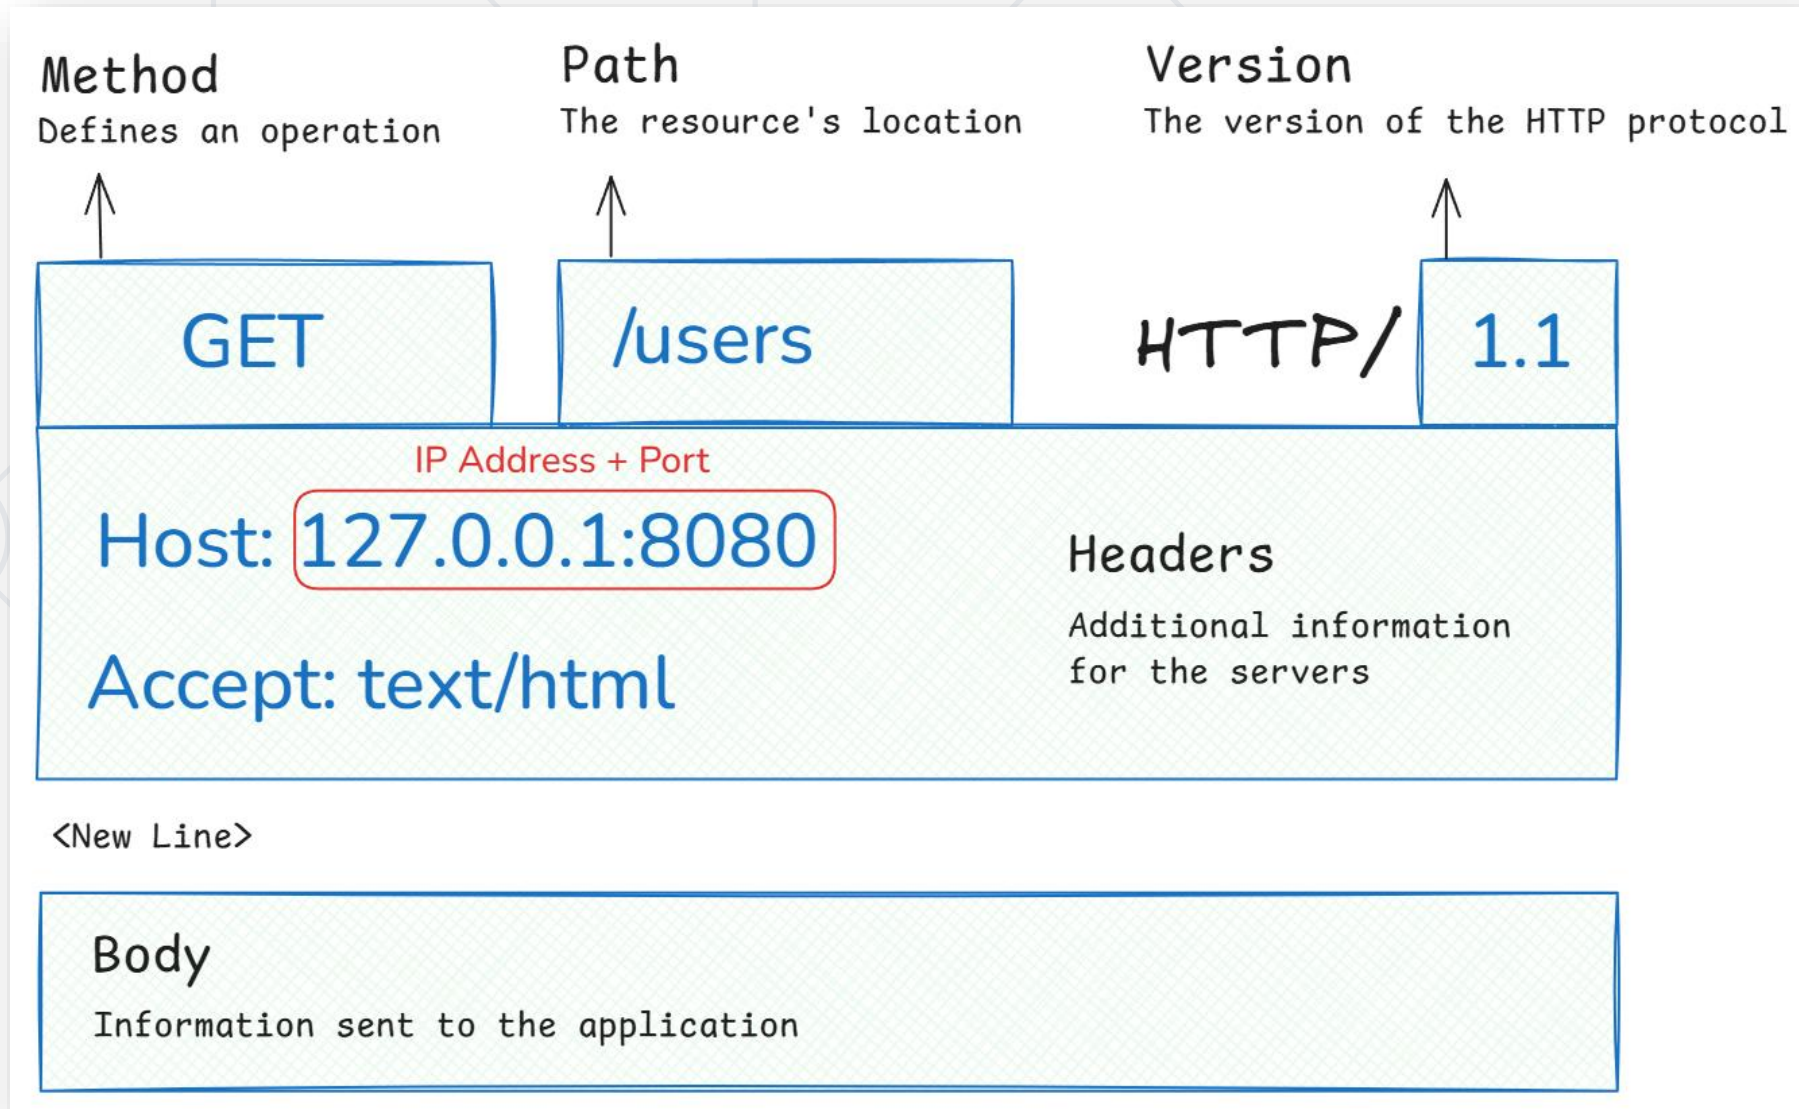 Method
Defines an operation
Path
The resource's location
Version
The version of the HTTP protocol
GET
/users
HTTP/ 1.1
IP Address + Port
Host: 127.0.0.1:8080
Accept: text/html
Headers
Additional information
for the servers
<New Line>
Body
Information sent to the application